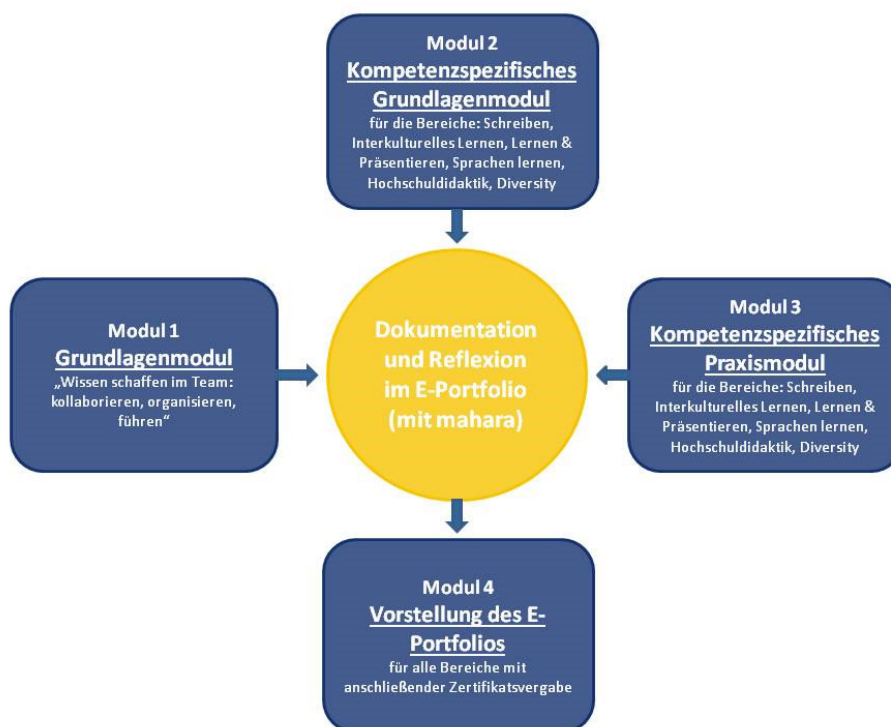 Modul 2
Kompetenzspezifisches
Grundlagenmodul
für die Bereiche: Schreiben,
Interkulturelles Lernen, Lernen &
Präsentieren, Sprachen lernen,
Hochschuldidaktik, Diversity
Modul 1
Grundlagenmodul
„Wissen schaffen im Team:
kollaborieren, organisieren,
führen“
Dokumentation
und Reflexion
im E-Portfolio
(mit mahara)
Modul 3
Kompetenzspezifisches
Praxismodul
für die Bereiche: Schreiben,
Interkulturelles Lernen, Lernen &
Präsentieren, Sprachen lernen,
Hochschuldidaktik, Diversity
Modul 4
Vorstellung des E-
Portfolios
für alle Bereiche mit
anschließender Zertifikatsvergabe